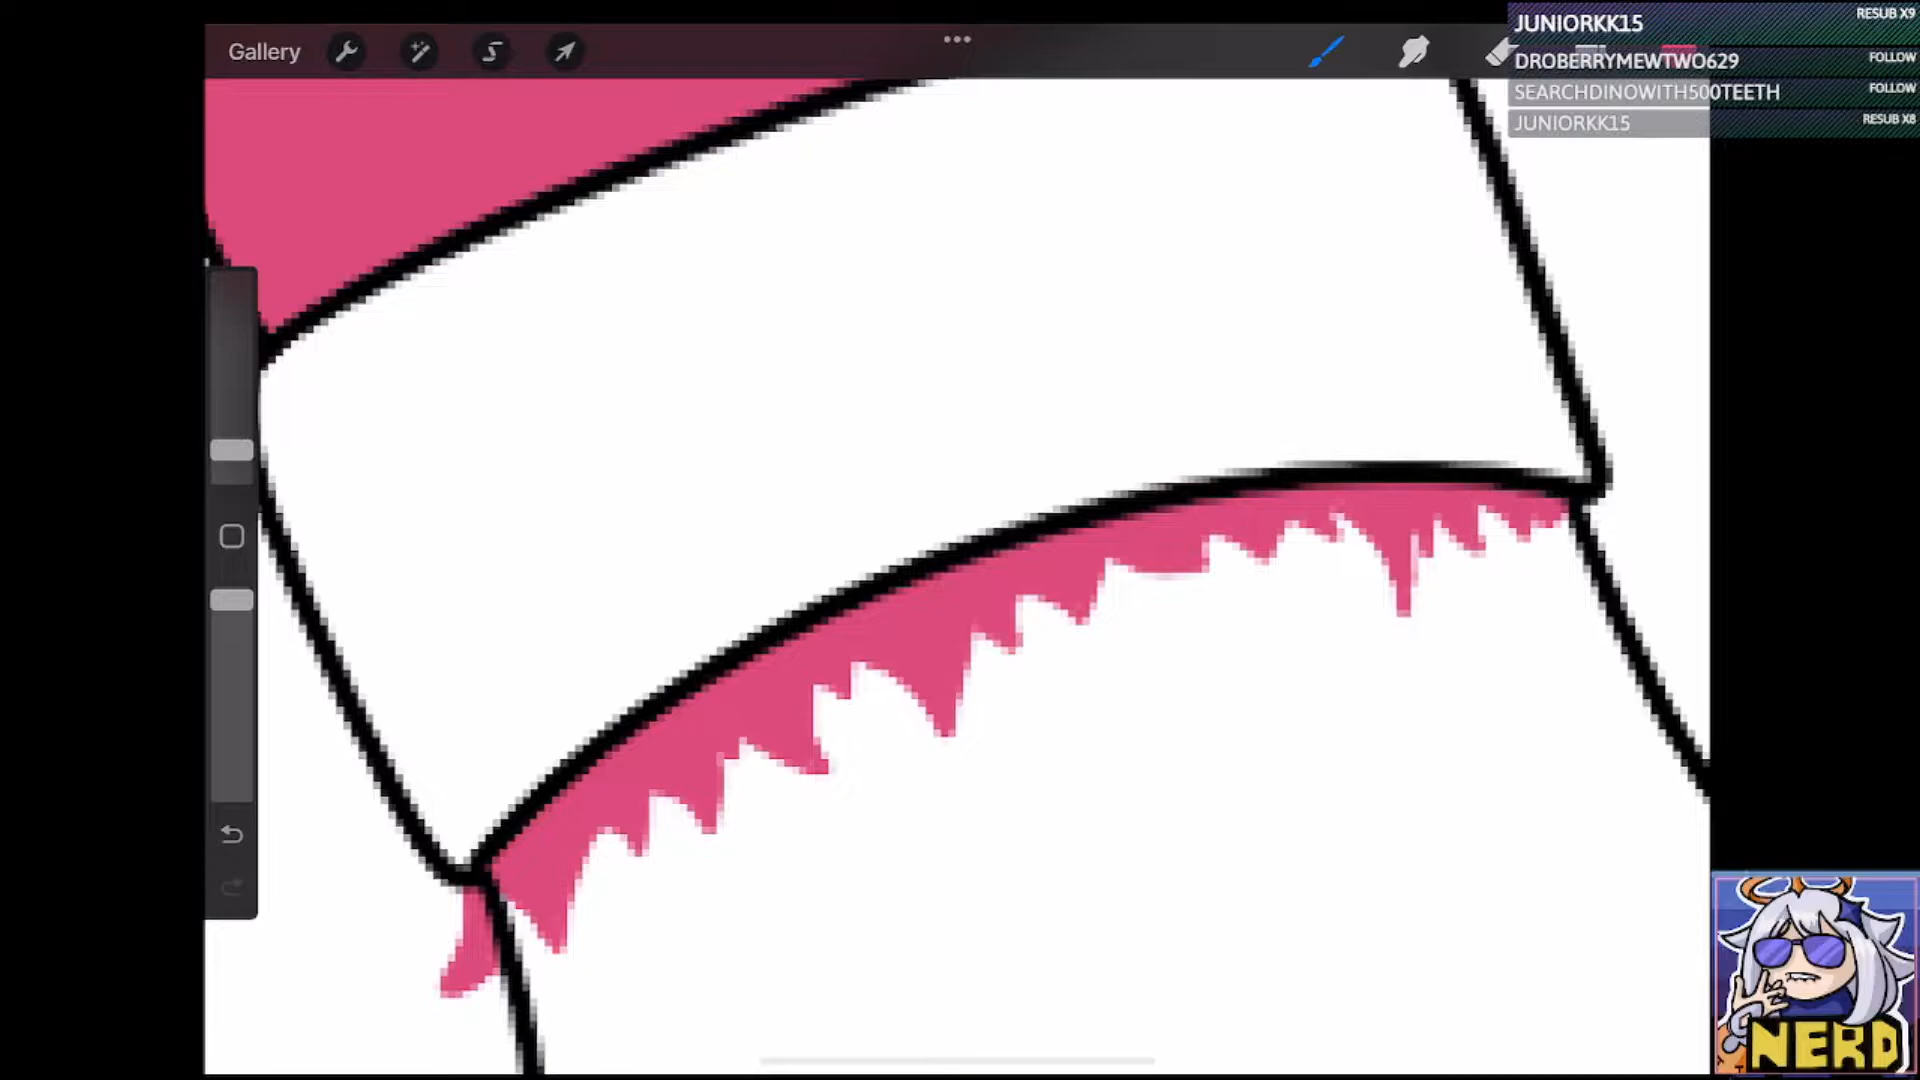 Gallery
JUNIORKK15 RESUB X9
DROBERRYMEWTWO629 FOLLOW
SEARCHDINOWITH500TEETH FOLLOW
JUNIORKK15 RESUB X8
NERD